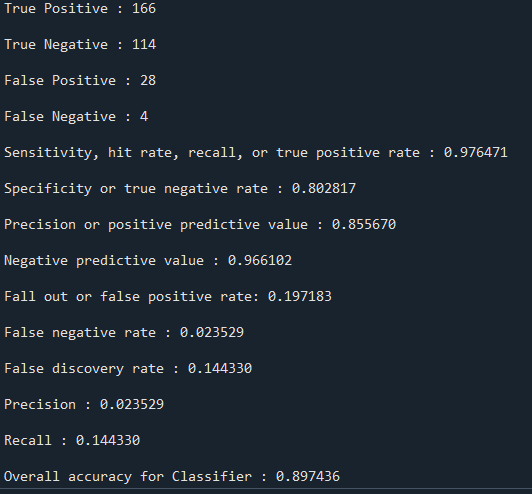 True Positive : 166
True Negative : 114
False Positive : 28
False Negative : 4
Sensitivity, hit rate, recall, or true positive rate : 0.976471
Specificity or true negative rate : 0.802817
Precision or positive predictive value : 0.855670
Negative predictive value : 0.966102
Fall out or false positive rate: 0.197183
False negative rate : 0.023529
False discovery rate : 0.144330
Precision : 0.023529
Recall : 0.144330
Overall accuracy for Classifier : 0.897436